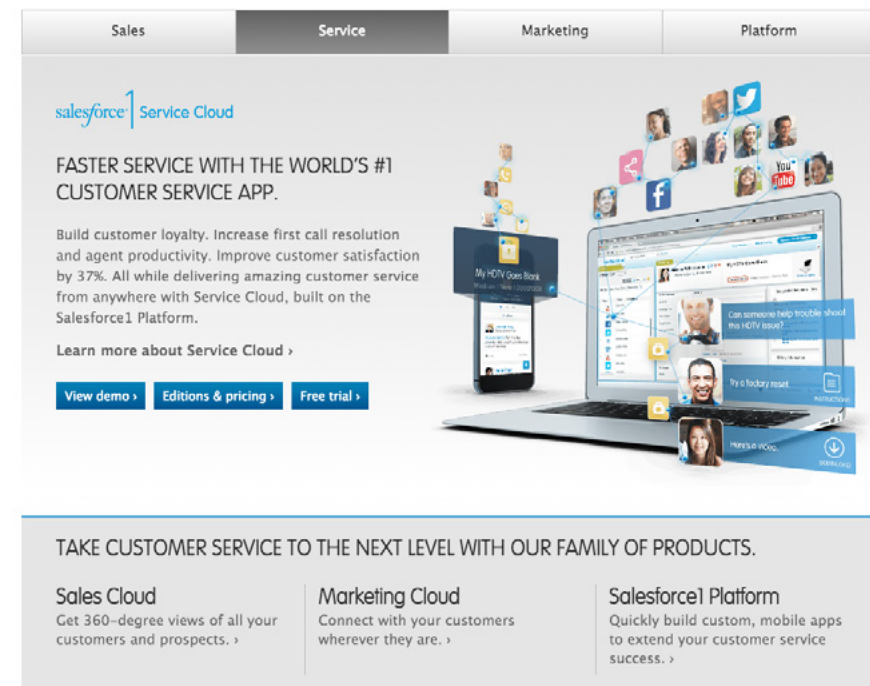 Sales
Service
Marketing
Platform
salesforce1 Service Cloud
FASTER SERVICE WITH THE WORLD'S #1
CUSTOMER SERVICE APP.
Build customer loyalty. Increase first call resolution
and agent productivity. Improve customer satisfaction
by 37%. All while delivering amazing customer service
from anywhere with Service Cloud, built on the
Salesforce1 Platform.
Learn more about Service Cloud ›
View demo ›
Editions & pricing ›
Free trial ›
You
Tube
My HDTV Goes Blank
Can someone help trouble shoot
this HDTV issue?
Try a factory reset.
INSTRUCTIONS
Here's a video.
DOWNLOAD
TAKE CUSTOMER SERVICE TO THE NEXT LEVEL WITH OUR FAMILY OF PRODUCTS.
Sales Cloud
Get 360-degree views of all your
customers and prospects. ›
Marketing Cloud
Connect with your customers
wherever they are. ›
Salesforce1 Platform
Quickly build custom, mobile apps
to extend your customer service
success. ›